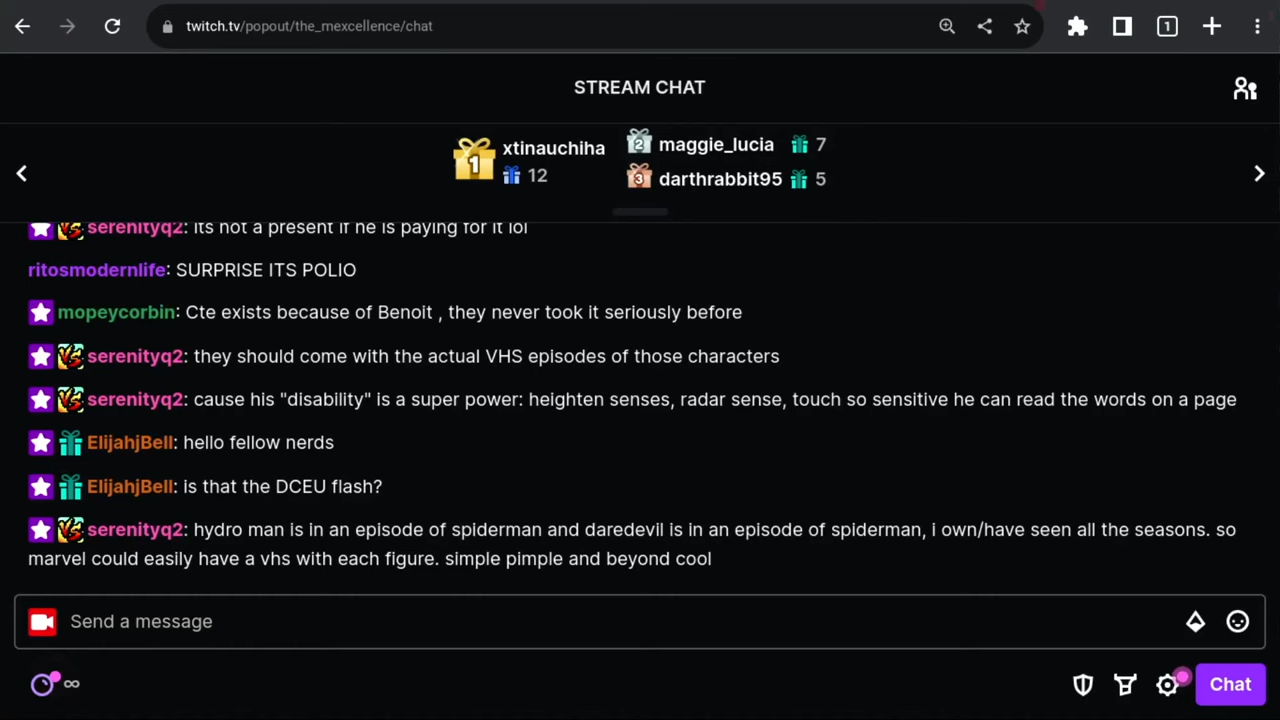 twitch.tv/popout/the_mexcellence/chat
1
STREAM CHAT
1 xtinauchiha
12
2 maggie_lucia 7
3 darthrabbit95 5
serenityq2: its not a present if he is paying for it lol
ritosmodernlife: SURPRISE ITS POLIO
mopeycorbin: Cte exists because of Benoit , they never took it seriously before
serenityq2: they should come with the actual VHS episodes of those characters
serenityq2: cause his "disability" is a super power: heighten senses, radar sense, touch so sensitive he can read the words on a page
ElijahjBell: hello fellow nerds
ElijahjBell: is that the DCEU flash?
serenityq2: hydro man is in an episode of spiderman and daredevil is in an episode of spiderman, i own/have seen all the seasons. so
marvel could easily have a vhs with each figure. simple pimple and beyond cool
Send a message
∞
Chat